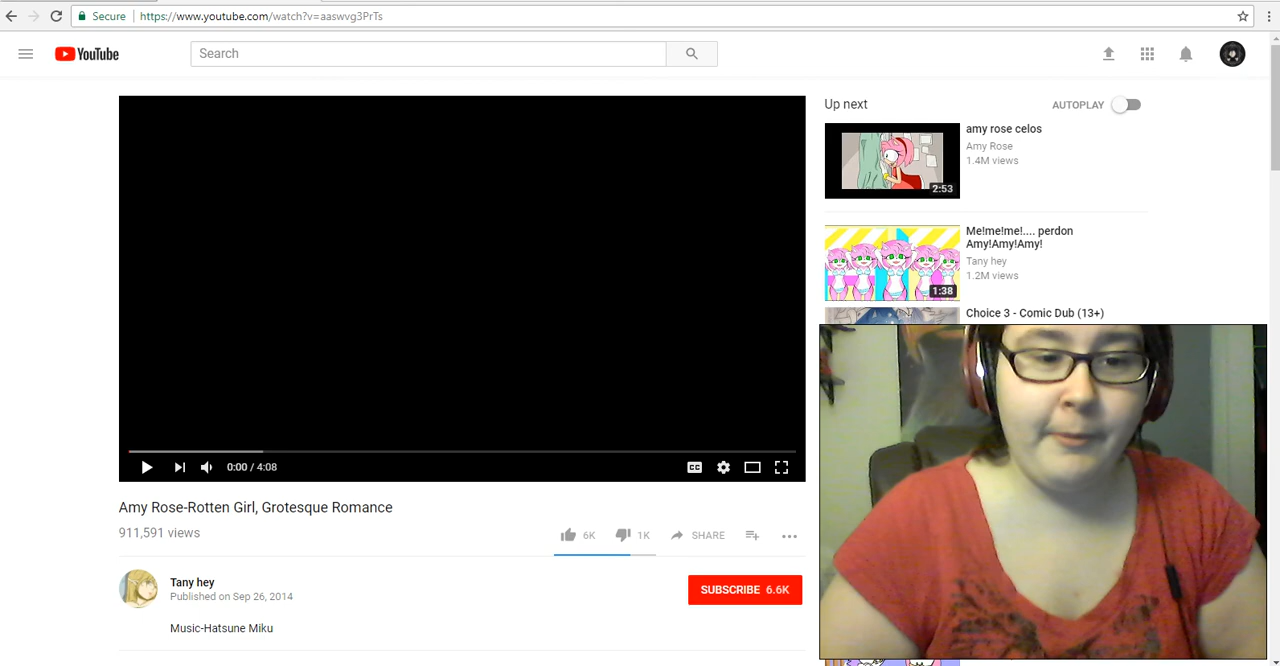 Secure https://www.youtube.com/watch?v=aaswvg3PrTs
YouTube
Search
Up next
AUTOPLAY
amy rose celos
Amy Rose
1.4M views
2:53
Me!me!me!.... perdon
Amy!Amy!Amy!
Tany hey
1.2M views
1:38
Choice 3 - Comic Dub (13+)
0:00 / 4:08
CC
Amy Rose-Rotten Girl, Grotesque Romance
911,591 views
6K
1K
SHARE
Tany hey
Published on Sep 26, 2014
SUBSCRIBE 6.6K
Music-Hatsune Miku